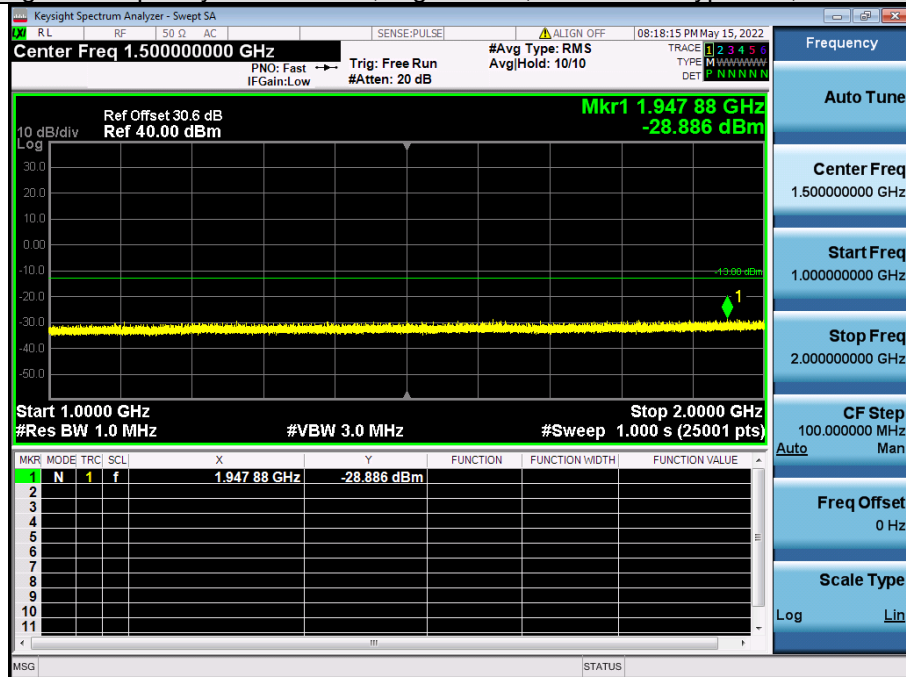 Keysight Spectrum Analyzer - Swept SA
LXI RL RF 50 Ω AC SENSE:PULSE ALIGN OFF 08:18:15 PM May 15, 2022
Center Freq 1.500000000 GHz #Avg Type: RMS TRACE 1 2 3 4 5 6
PNO: Fast Trig: Free Run Avg|Hold: 10/10 TYPE M WWWWW
IFGain:Low #Atten: 20 dB DET P N N N N N
Frequency
Mkr1 1.947 88 GHz
-28.886 dBm
Ref Offset 30.6 dB
10 dB/div Ref 40.00 dBm
Log
30.0
20.0
10.0
0.00
-10.0
-13.00 dBm
-20.0
1
-30.0
-40.0
-50.0
Start 1.0000 GHz Stop 2.0000 GHz
#Res BW 1.0 MHz #VBW 3.0 MHz #Sweep 1.000 s (25001 pts)
MKR MODE TRC SCL X Y FUNCTION FUNCTION WIDTH FUNCTION VALUE
1 N 1 f 1.947 88 GHz -28.886 dBm
2
3
4
5
6
7
8
9
10
11
Auto Tune
Center Freq
1.500000000 GHz
Start Freq
1.000000000 GHz
Stop Freq
2.000000000 GHz
CF Step
100.000000 MHz
Auto Man
Freq Offset
0 Hz
Scale Type
Log Lin
MSG STATUS